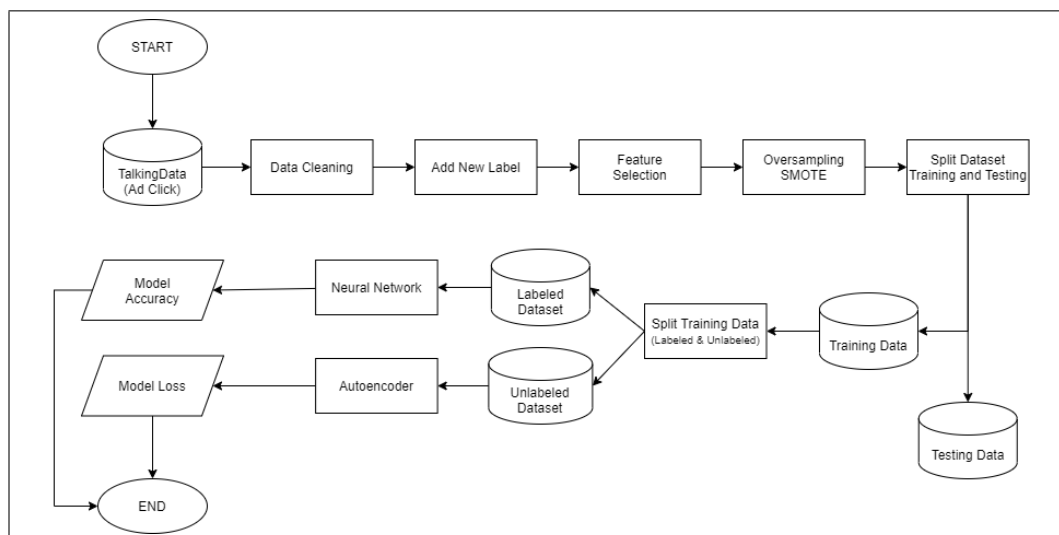 START
TalkingData
(Ad Click)
Data Cleaning
Add New Label
Feature
Selection
Oversampling
SMOTE
Split Dataset
Training and Testing
Model
Accuracy
Neural Network
Labeled
Dataset
Split Training Data
(Labeled & Unlabeled)
Training Data
Model Loss
Autoencoder
Unlabeled
Dataset
Testing Data
END